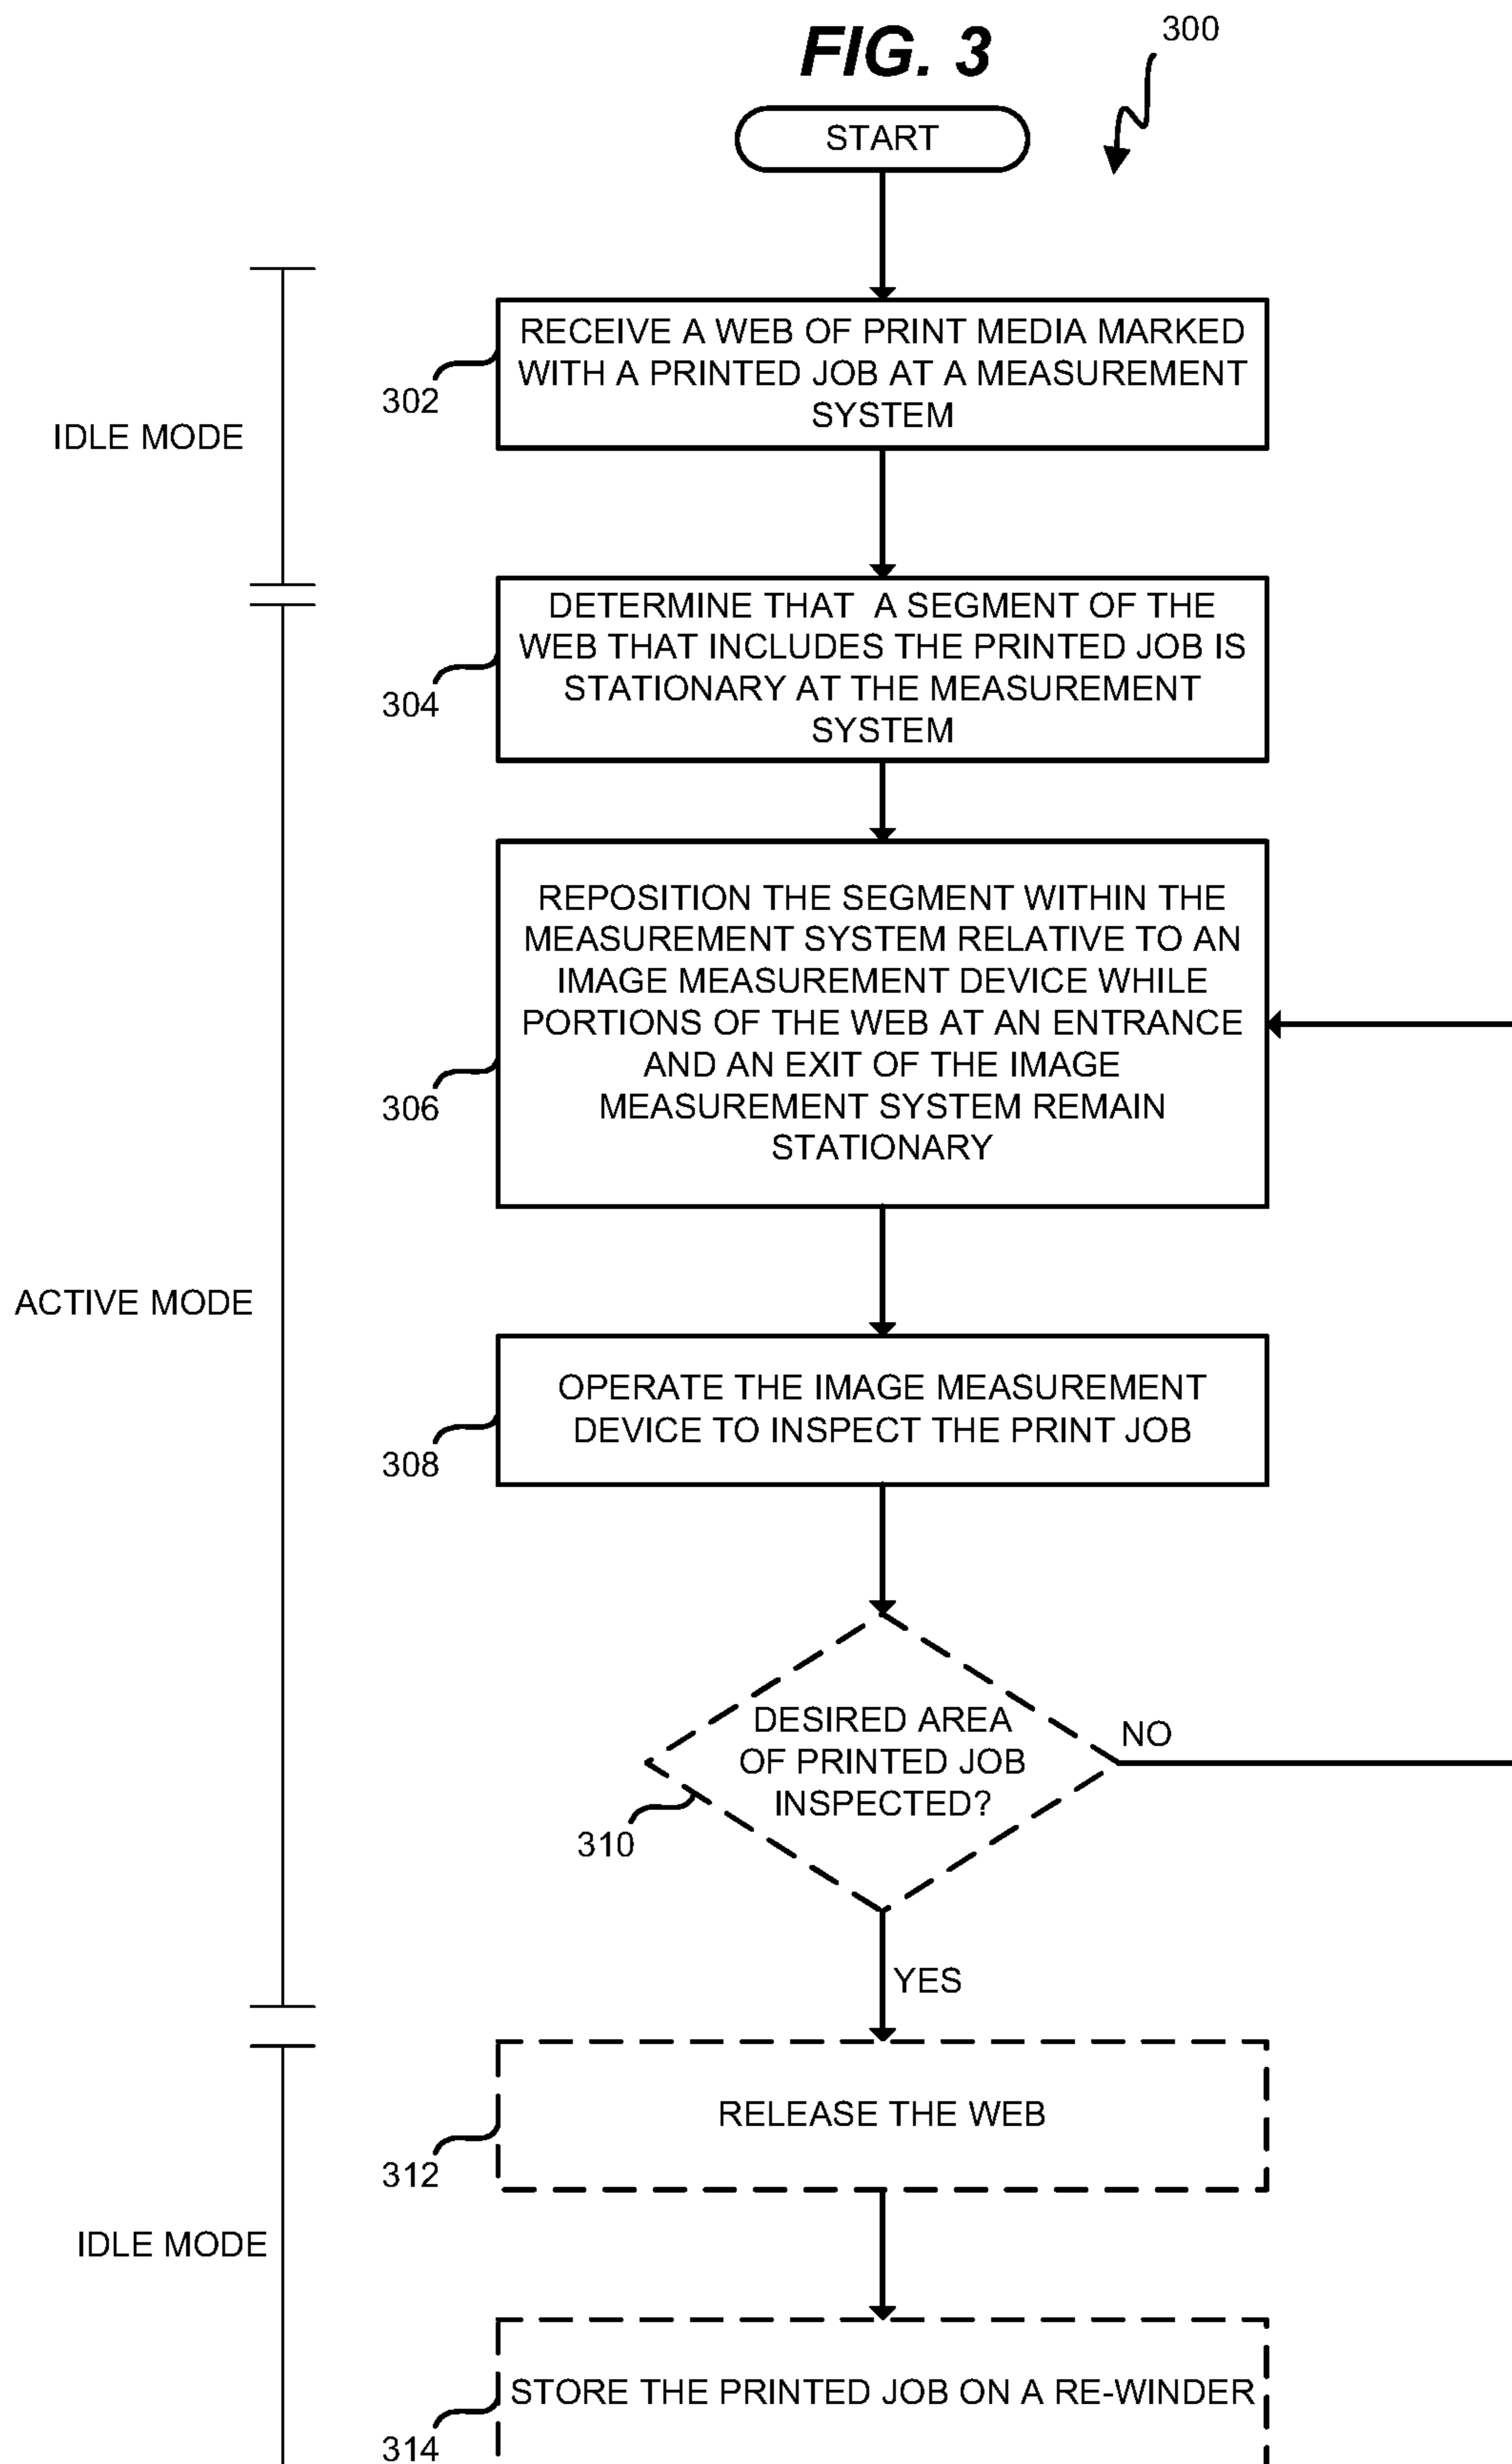 FIG. 3
300
START
RECEIVE A WEB OF PRINT MEDIA MARKED
WITH A PRINTED JOB AT A MEASUREMENT
SYSTEM
302
IDLE MODE
DETERMINE THAT A SEGMENT OF THE
WEB THAT INCLUDES THE PRINTED JOB IS
STATIONARY AT THE MEASUREMENT
SYSTEM
304
REPOSITION THE SEGMENT WITHIN THE
MEASUREMENT SYSTEM RELATIVE TO AN
IMAGE MEASUREMENT DEVICE WHILE
PORTIONS OF THE WEB AT AN ENTRANCE
AND AN EXIT OF THE IMAGE
MEASUREMENT SYSTEM REMAIN
STATIONARY
306
ACTIVE MODE
OPERATE THE IMAGE MEASUREMENT
DEVICE TO INSPECT THE PRINT JOB
308
DESIRED AREA
OF PRINTED JOB
INSPECTED?
NO
310
YES
RELEASE THE WEB
312
IDLE MODE
STORE THE PRINTED JOB ON A RE-WINDER
314